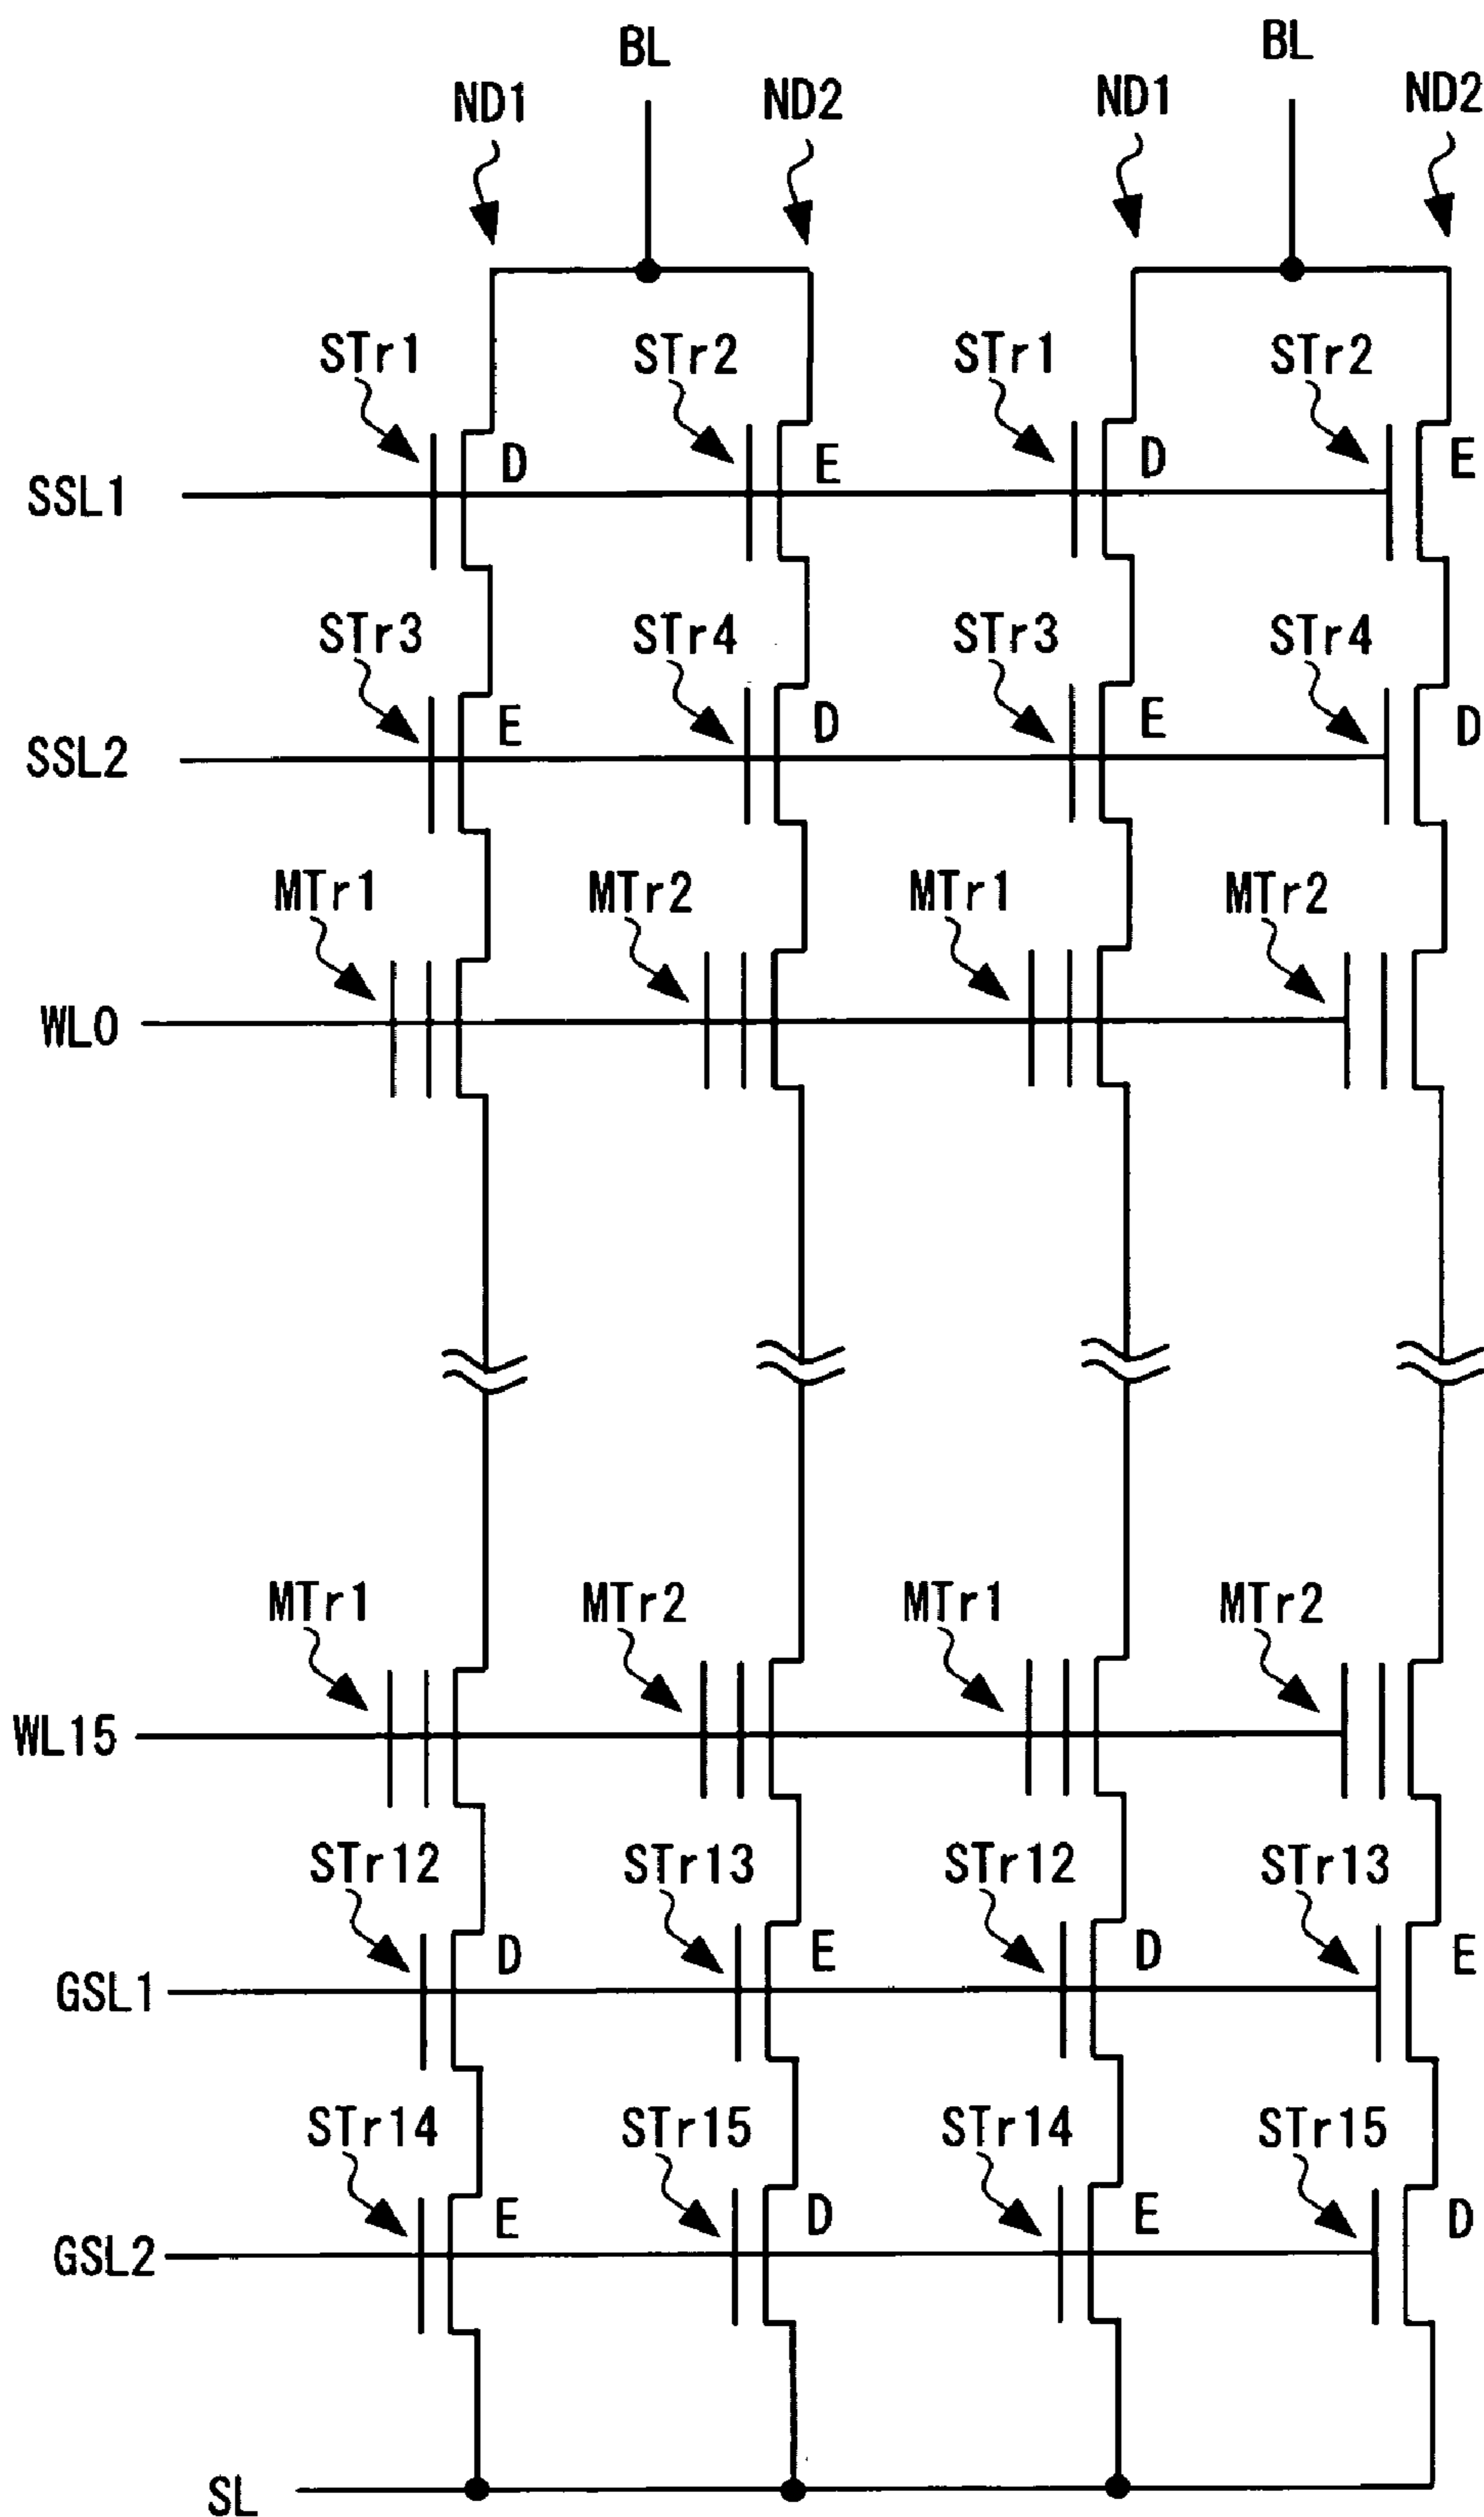 BL BL
ND1 ND2 ND1 ND2
STr1 STr2 STr1 STr2
D E D E
SSL1
STr3 STr4 STr3 STr4
E D E D
SSL2
MTr1 MTr2 MTr1 MTr2
WL0
MTr1 MTr2 MTr1 MTr2
WL15
STr12 STr13 STr12 STr13
D E D E
GSL1
STr14 STr15 STr14 STr15
E D E D
GSL2
SL